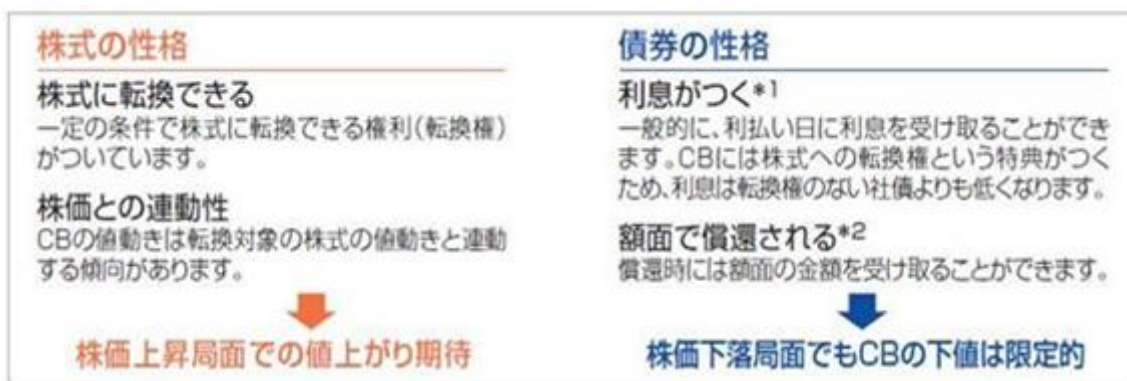 株式の性格
株式に転換できる
一定の条件で株式に転換できる権利(転換権)
がついています。
株価との連動性
CBの値動きは転換対象の株式の値動きと連動
する傾向があります。
株価上昇局面での値上がり期待
債券の性格
利息がつく*1
一般的に、利払い日に利息を受け取ることができ
ます。CBには株式への転換権という特典がつく
ため、利息は転換権のない社債よりも低くなります。
額面で償還される*2
償還時には額面の金額を受け取ることができます。
株価下落局面でもCBの下値は限定的